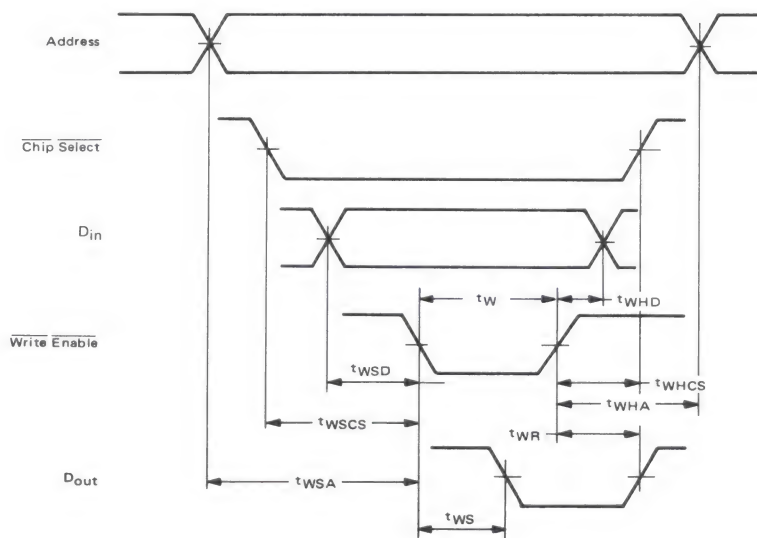 Address
Chip Select
Din
tW
tWHD
Write Enable
tWSD
tWHCS
tWHA
tWSCS
tWR
Dout
tWSA
tWS